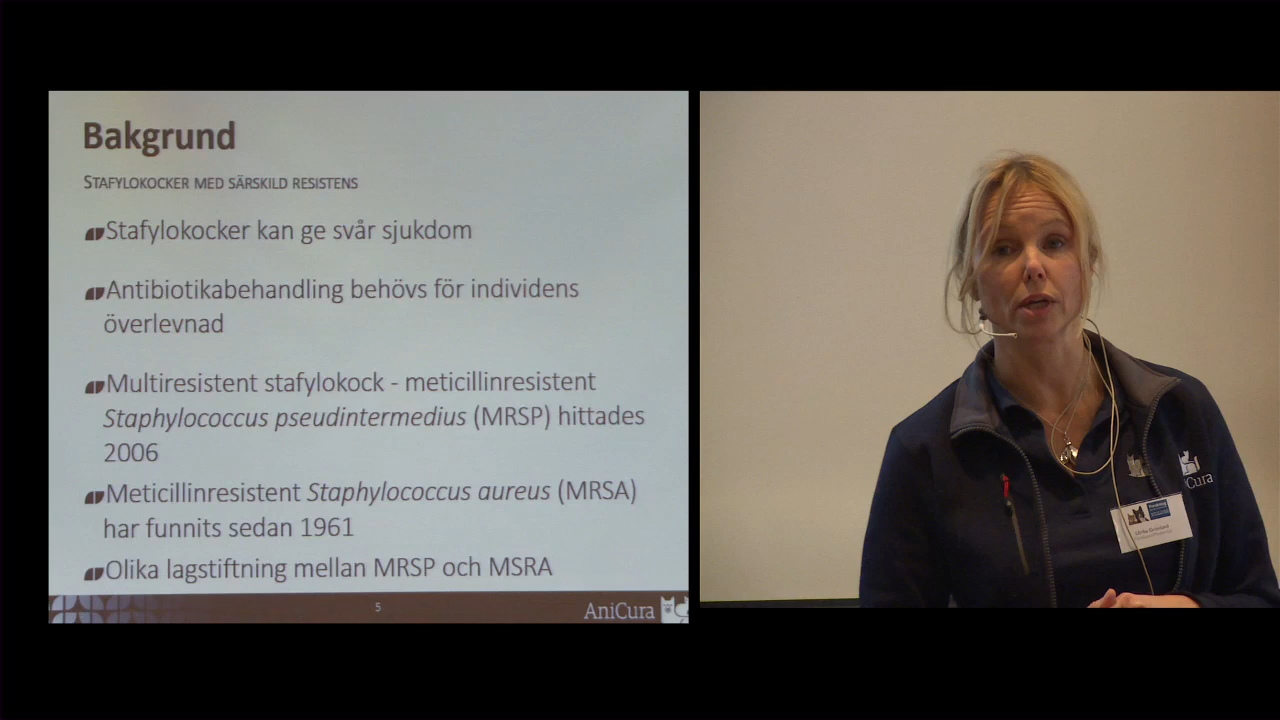 Bakgrund
STAFYLOKOCKER MED SÄRSKILD RESISTENS
Stafylokocker kan ge svår sjukdom
Antibiotikabehandling behövs för individens
överlevnad
Multiresistent stafylokock - meticillinresistent
Staphylococcus pseudintermedius (MRSP) hittades
2006
Meticillinresistent Staphylococcus aureus (MRSA)
har funnits sedan 1961
Olika lagstiftning mellan MRSP och MSRA
5
AniCura
iCura